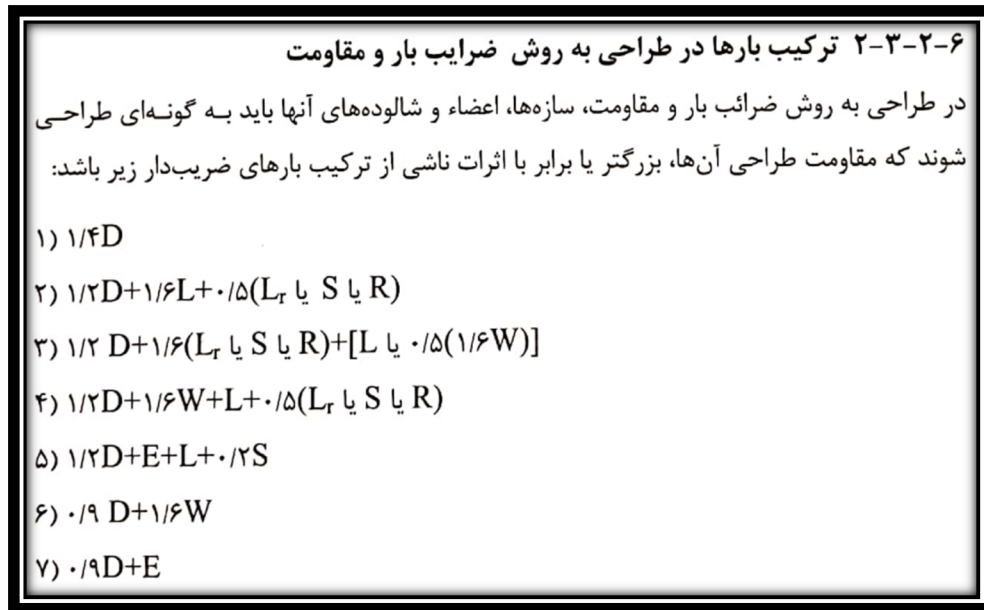 ۶-۲-۳-۲ ترکیب بارها در طراحی به روش ضرایب بار و مقاومت
در طراحی به روش ضرائب بار و مقاومت، سازه‌ها، اعضاء و شالوده‌های آنها باید بـه گونـه‌ای طراحـی
شوند که مقاومت طراحی آن‌ها، بزرگتر یا برابر با اثرات ناشی از ترکیب بارهای ضریب‌دار زیر باشد:
۱) ۱/۴D
۲) ۱/۲D+۱/۶L+۰/۵(Lr یا S یا R)
۳) ۱/۲ D+۱/۶(Lr یا S یا R)+[L یا ۰/۵(۱/۶W)]
۴) ۱/۲D+۱/۶W+L+۰/۵(Lr یا S یا R)
۵) ۱/۲D+E+L+۰/۲S
۶) ۰/۹ D+۱/۶W
۷) ۰/۹D+E